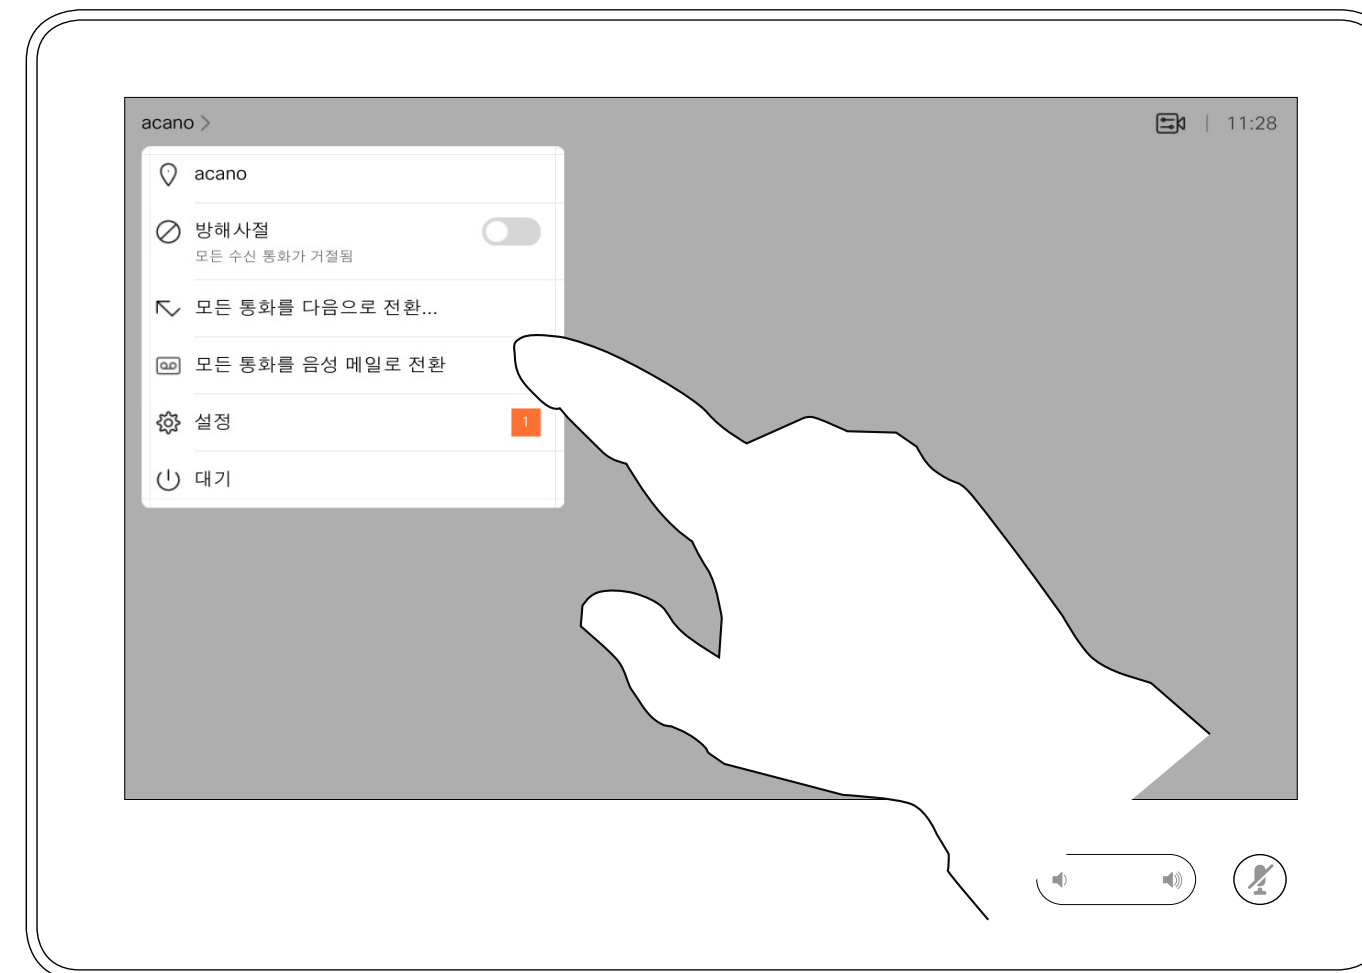 acano >
11:28
acano
방해사절
모든 수신 통화가 거절됨
모든 통화를 다음으로 전환...
모든 통화를 음성 메일로 전환
설정
1
대기